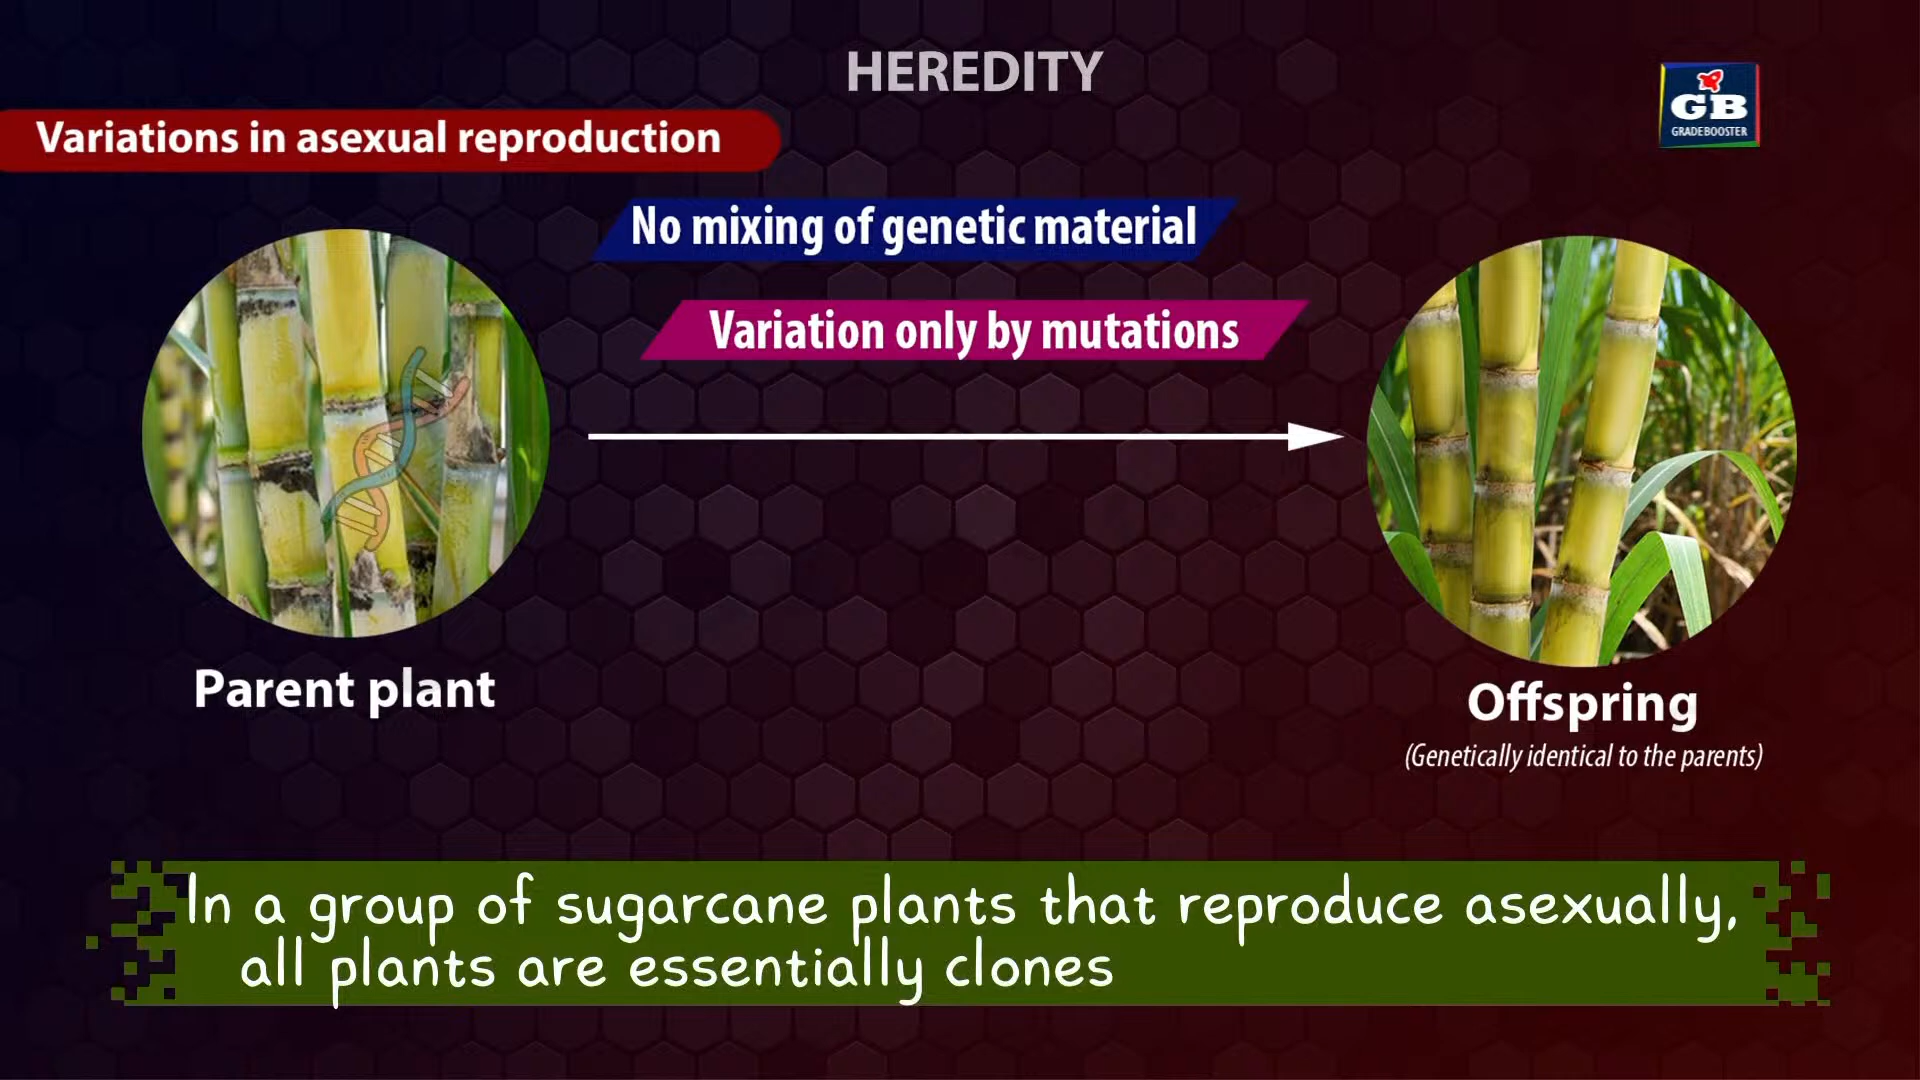 HEREDITY
GB
GRADEBOOSTER
Variations in asexual reproduction
No mixing of genetic material
Variation only by mutations
Parent plant
Offspring
(Genetically identical to the parents)
In a group of sugarcane plants that reproduce asexually,
all plants are essentially clones